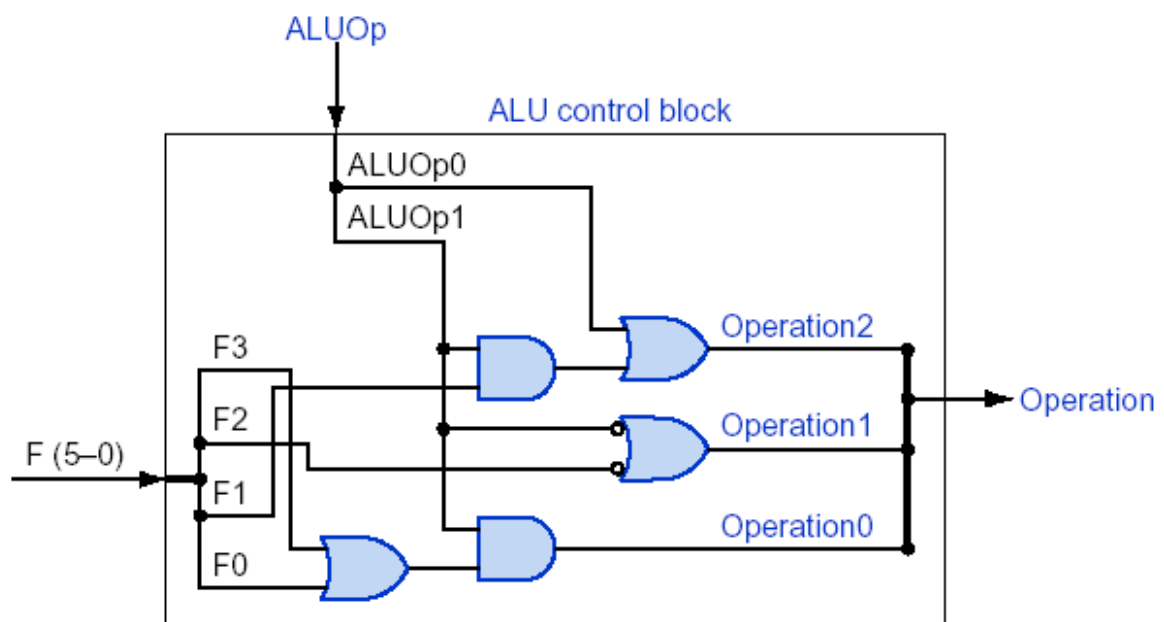 ALUOp
ALU control block
ALUOp0
ALUOp1
Operation2
F3
Operation
F2
Operation1
F (5–0)
F1
Operation0
F0